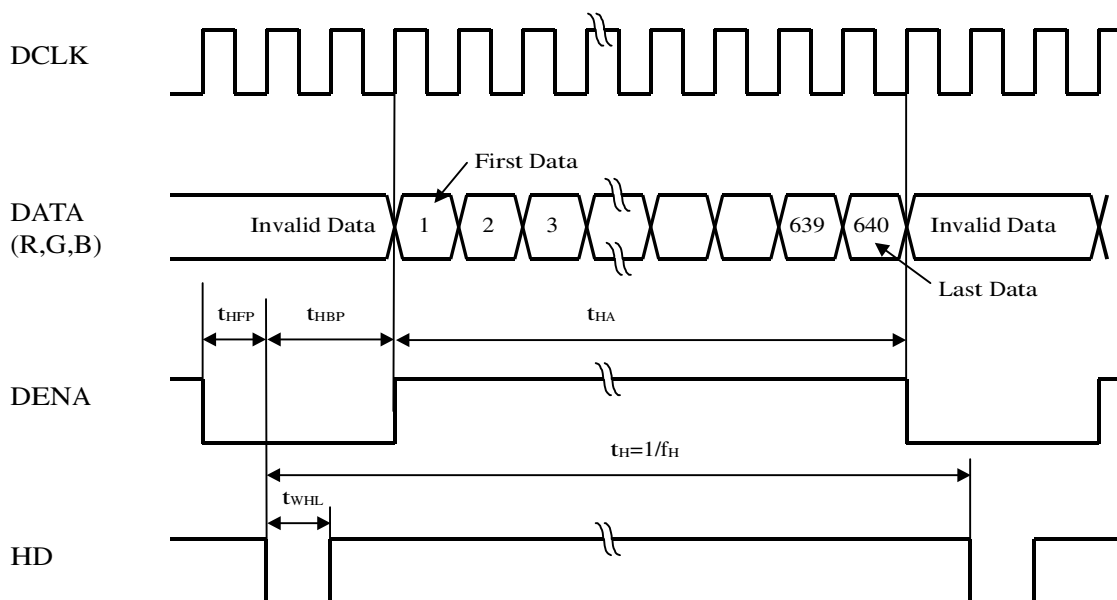 DCLK
First Data
DATA
(R,G,B)
Invalid Data
1
2
3
639
640
Invalid Data
Last Data
tHFP
tHBP
tHA
DENA
tH=1/fH
tWHL
HD